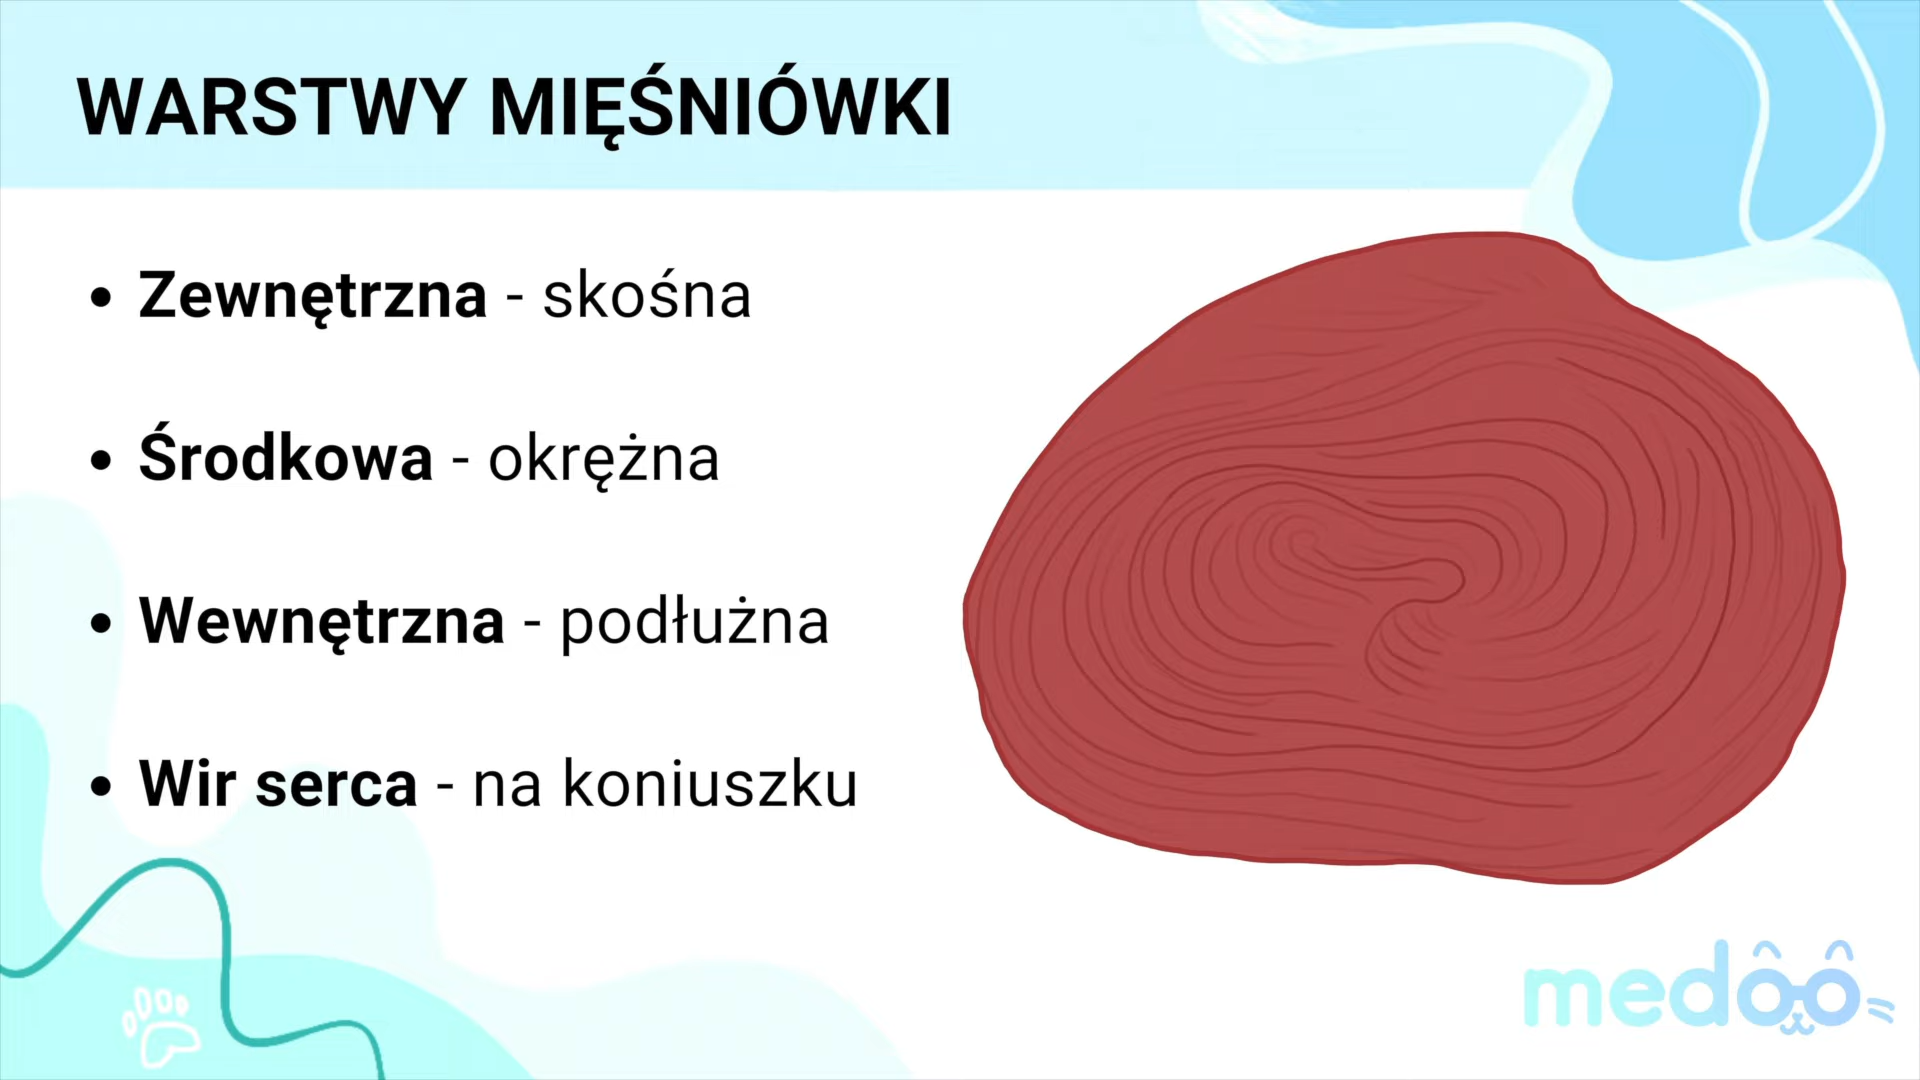 WARSTWY MIĘŚNIÓWKI
• Zewnętrzna - skośna
• Środkowa - okrężna
• Wewnętrzna - podłużna
• Wir serca - na koniuszku
medoo